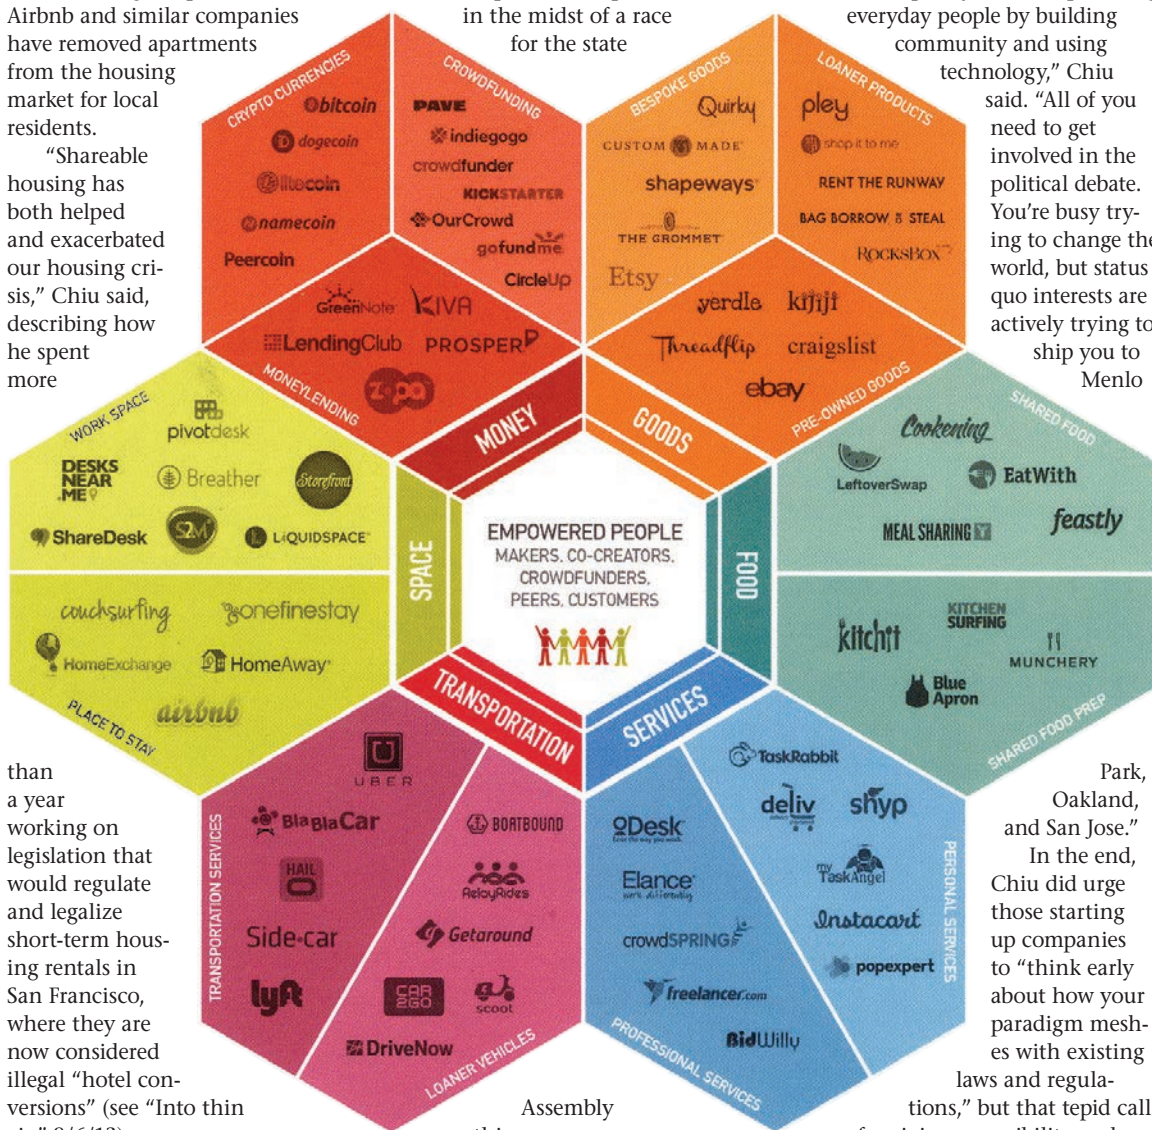 Airbnb and similar companies
have removed apartments
from the housing
market for local
residents.
“Shareable
housing has
both helped
and exacerbated
our housing cri-
sis,” Chiu said,
describing how
he spent
more
than
a year
working on
legislation that
would regulate
and legalize
short-term hous-
ing rentals in
San Francisco,
where they are
now considered
illegal “hotel con-
versions” (see “Into thin
in the midst of a race
for the state
CRYPTO CURRENCIES
bitcoin
dogecoin
litecoin
namecoin
Peercoin
CROWDFUNDING
PAVE
indiegogo
crowdfunder
KICKSTARTER
OurCrowd
gofundme
CircleUp
GreenNote KIVA
LendingClub PROSPER
zopa
MONEYLENDING
MONEY
BESPOKE GOODS
Quirky
CUSTOM MADE
shapeways
THE GROMMET
Etsy
LOANER PRODUCTS
pley
shop it to me
RENT THE RUNWAY
BAG BORROW OR STEAL
ROCKSBOX
yerdle kijiji
Threadflip craigslist
ebay
PRE-OWNED GOODS
GOODS
WORK SPACE
pivotdesk
DESKS
NEAR
.ME
Breather
Storefront
ShareDesk
S2M
LiQUIDSPACE
SPACE
couchsurfing onefinestay
HomeExchange HomeAway
airbnb
PLACE TO STAY
EMPOWERED PEOPLE
MAKERS, CO-CREATORS,
CROWDFUNDERS,
PEERS, CUSTOMERS
SHARED FOOD
Cookening
LeftoverSwap
EatWith
MEAL SHARING
feastly
FOOD
kitchit
KITCHEN
SURFING
MUNCHERY
Blue
Apron
SHARED FOOD PREP
TRANSPORTATION
UBER
BlaBlaCar
HAILO
Side.car
lyft
TRANSPORTATION SERVICES
BOATBOUND
RelayRides
Getaround
CAR
2GO
scoot
DriveNow
LOANER VEHICLES
SERVICES
oDesk
Elance
crowdSPRING
freelancer.com
BidWilly
PROFESSIONAL SERVICES
TaskRabbit
deliv
shyp
my
TaskAngel
Instacart
popexpert
PERSONAL SERVICES
Assembly
everyday people by building
community and using
technology,” Chiu
said. “All of you
need to get
involved in the
political debate.
You’re busy try-
ing to change the
world, but status
quo interests are
actively trying to
ship you to
Menlo
Park,
Oakland,
and San Jose.”
In the end,
Chiu did urge
those starting
up companies
to “think early
about how your
paradigm mesh-
es with existing
laws and regula-
tions,” but that tepid call